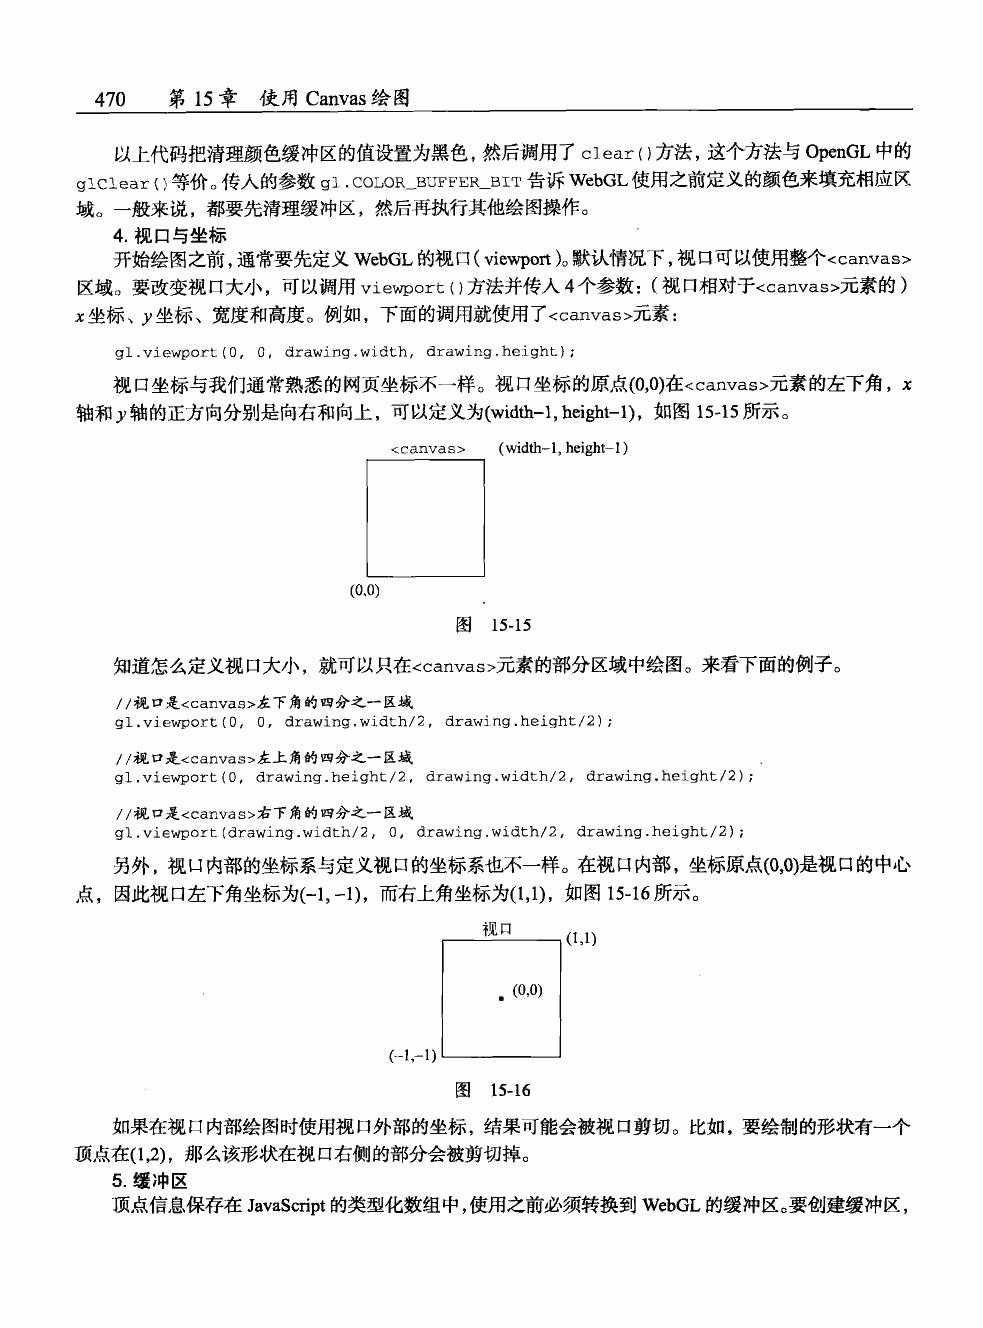 470 第 15 章 使用 Canvas 绘图
以上代码把清理颜色缓冲区的值设置为黑色，然后调用了 clear()方法，这个方法与 OpenGL 中的
glClear()等价。传入的参数 gl.COLOR_BUFFER_BIT 告诉 WebGL 使用之前定义的颜色来填充相应区
域。一般来说，都要先清理缓冲区，然后再执行其他绘图操作。
4. 视口与坐标
开始绘图之前，通常要先定义 WebGL 的视口（viewport）。默认情况下，视口可以使用整个<canvas>
区域。要改变视口大小，可以调用 viewport()方法并传入 4 个参数：（视口相对于<canvas>元素的）
x 坐标、y 坐标、宽度和高度。例如，下面的调用就使用了<canvas>元素：
gl.viewport(0, 0, drawing.width, drawing.height);
视口坐标与我们通常熟悉的网页坐标不一样。视口坐标的原点(0,0)在<canvas>元素的左下角，x
轴和 y 轴的正方向分别是向右和向上，可以定义为(width–1, height–1)，如图 15-15 所示。
<canvas> (width–1, height–1)
(0,0)
图 15-15
知道怎么定义视口大小，就可以只在<canvas>元素的部分区域中绘图。来看下面的例子。
//视口是<canvas>左下角的四分之一区域
gl.viewport(0, 0, drawing.width/2, drawing.height/2);
//视口是<canvas>左上角的四分之一区域
gl.viewport(0, drawing.height/2, drawing.width/2, drawing.height/2);
//视口是<canvas>右下角的四分之一区域
gl.viewport(drawing.width/2, 0, drawing.width/2, drawing.height/2);
另外，视口内部的坐标系与定义视口的坐标系也不一样。在视口内部，坐标原点(0,0)是视口的中心
点，因此视口左下角坐标为(–1, –1)，而右上角坐标为(1,1)，如图 15-16 所示。
视口
(1,1)
(0,0)
(–1,–1)
图 15-16
如果在视口内部绘图时使用视口外部的坐标，结果可能会被视口剪切。比如，要绘制的形状有一个
顶点在(1,2)，那么该形状在视口右侧的部分会被剪切掉。
5. 缓冲区
顶点信息保存在 JavaScript 的类型化数组中，使用之前必须转换到 WebGL 的缓冲区。要创建缓冲区，